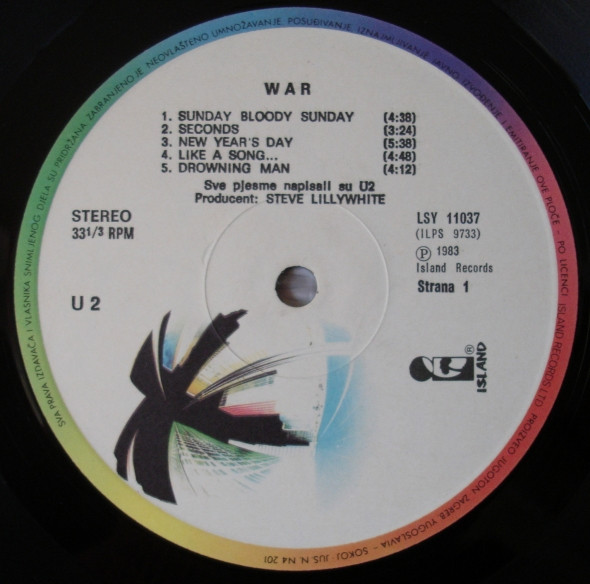 WAR
1. SUNDAY BLOODY SUNDAY (4:38)
2. SECONDS (3:24)
3. NEW YEAR'S DAY (5:38)
4. LIKE A SONG... (4:48)
5. DROWNING MAN (4:12)
Sve pjesme napisali su U2
Producent: STEVE LILLYWHITE
STEREO
33 1/3 RPM
U 2
LSY 11037
(ILPS 9733)
Ⓟ 1983
Island Records
Strana 1
® ISLAND
SVA PRAVA IZDAVAČA I VLASNIKA SNIMLJENOG DJELA SU PRIDRŽANA. ZABRANJENO JE NEOVLAŠTENO UMNOŽAVANJE, POSUĐIVANJE, IZNAJMLJIVANJE, JAVNO IZVOĐENJE I EMITIRANJE OVE PLOČE – PO LICENCI ISLAND RECORDS LTD. PROIZVEO JUGOTON ZAGREB YUGOSLAVIA – SOKOJ · JUS. N. N4 201